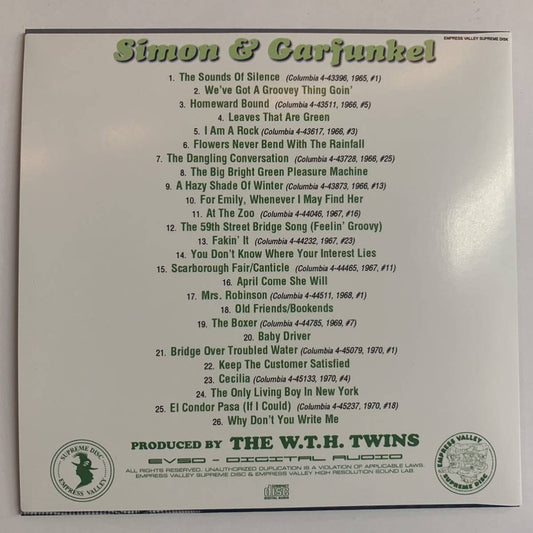 EMPRESS VALLEY SUPREME DISK
Simon & Garfunkel
1. The Sounds Of Silence (Columbia 4-43396, 1965, #1)
2. We've Got A Groovey Thing Goin'
3. Homeward Bound (Columbia 4-43511, 1966, #5)
4. Leaves That Are Green
5. I Am A Rock (Columbia 4-43617, 1966, #3)
6. Flowers Never Bend With The Rainfall
7. The Dangling Conversation (Columbia 4-43728, 1966, #25)
8. The Big Bright Green Pleasure Machine
9. A Hazy Shade Of Winter (Columbia 4-43873, 1966, #13)
10. For Emily, Whenever I May Find Her
11. At The Zoo (Columbia 4-44046, 1967, #16)
12. The 59th Street Bridge Song (Feelin' Groovy)
13. Fakin' It (Columbia 4-44232, 1967, #23)
14. You Don't Know Where Your Interest Lies
15. Scarborough Fair/Canticle (Columbia 4-44465, 1967, #11)
16. April Come She Will
17. Mrs. Robinson (Columbia 4-44511, 1968, #1)
18. Old Friends/Bookends
19. The Boxer (Columbia 4-44785, 1969, #7)
20. Baby Driver
21. Bridge Over Troubled Water (Columbia 4-45079, 1970, #1)
22. Keep The Customer Satisfied
23. Cecilia (Columbia 4-45133, 1970, #4)
24. The Only Living Boy In New York
25. El Condor Pasa (If I Could) (Columbia 4-45237, 1970, #18)
26. Why Don't You Write Me
PRODUCED BY THE W.T.H. TWINS
EVSD - DIGITAL AUDIO
ALL RIGHTS RESERVED. UNAUTHORIZED DUPLICATION IS A VIOLATION OF APPLICABLE LAWS.
EMPRESS VALLEY SUPREME DISC & EMPRESS VALLEY HIGH RESOLUTION SOUND LAB.
SUPREME DISC
EMPRESS VALLEY
COMPACT
disc
DIGITAL AUDIO
EMPRESS VALLEY
SUPREME DISC